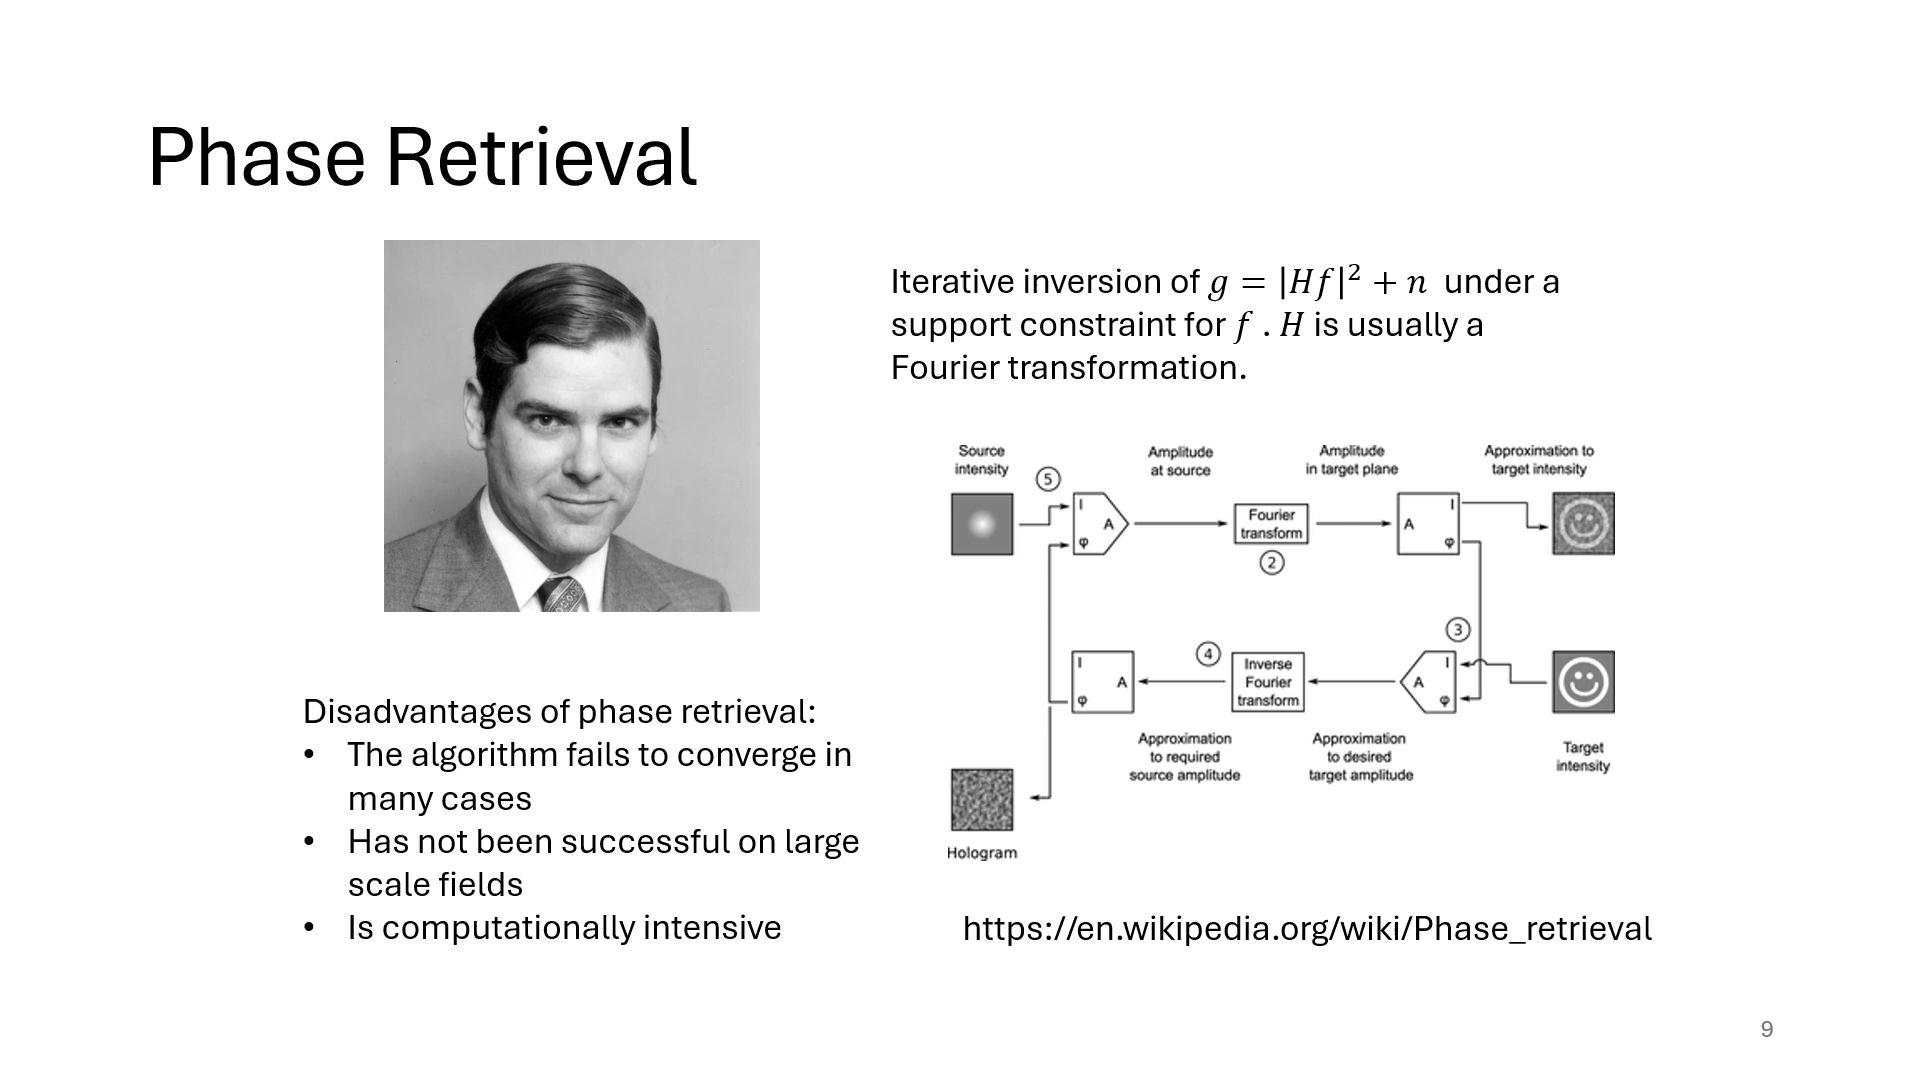 Phase Retrieval
Iterative inversion of g = |Hf|² + n under a
support constraint for f . H is usually a
Fourier transformation.
Source
intensity
5
Amplitude
at source
Amplitude
in target plane
Approximation to
target intensity
I
A
φ
Fourier
transform
2
A
I
φ
3
I
A
φ
4
Inverse
Fourier
transform
A
I
φ
Approximation
to required
source amplitude
Approximation
to desired
target amplitude
Target
intensity
Hologram
Disadvantages of phase retrieval:
• The algorithm fails to converge in
many cases
• Has not been successful on large
scale fields
• Is computationally intensive
https://en.wikipedia.org/wiki/Phase_retrieval
9